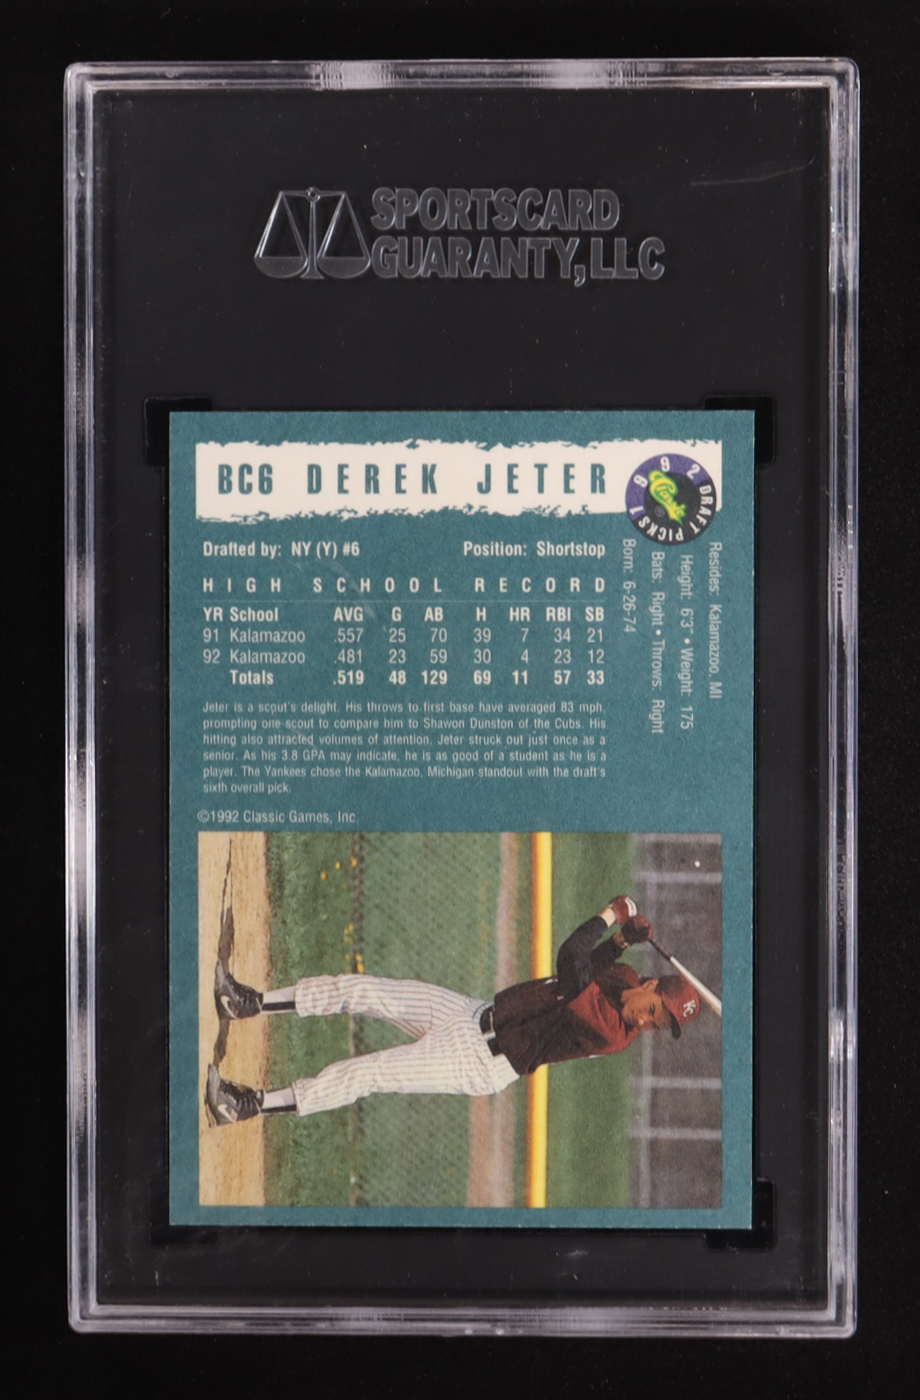 SPORTSCARD
GUARANTY, LLC
BC6 DEREK JETER
1992 DRAFT PICKS
Classic
®
Drafted by: NY (Y) #6 Position: Shortstop
HIGH SCHOOL RECORD
YR School AVG G AB H HR RBI SB
91 Kalamazoo .557 25 70 39 7 34 21
92 Kalamazoo .481 23 59 30 4 23 12
Totals .519 48 129 69 11 57 33
Resides: Kalamazoo, MI
Height: 6'3" • Weight: 175
Bats: Right • Throws: Right
Born: 6-26-74
Jeter is a scout's delight. His throws to first base have averaged 83 mph,
prompting one scout to compare him to Shawon Dunston of the Cubs. His
hitting also attracted volumes of attention. Jeter struck out just once as a
senior. As his 3.8 GPA may indicate, he is as good of a student as he is a
player. The Yankees chose the Kalamazoo, Michigan standout with the draft's
sixth overall pick.
©1992 Classic Games, Inc.
KC